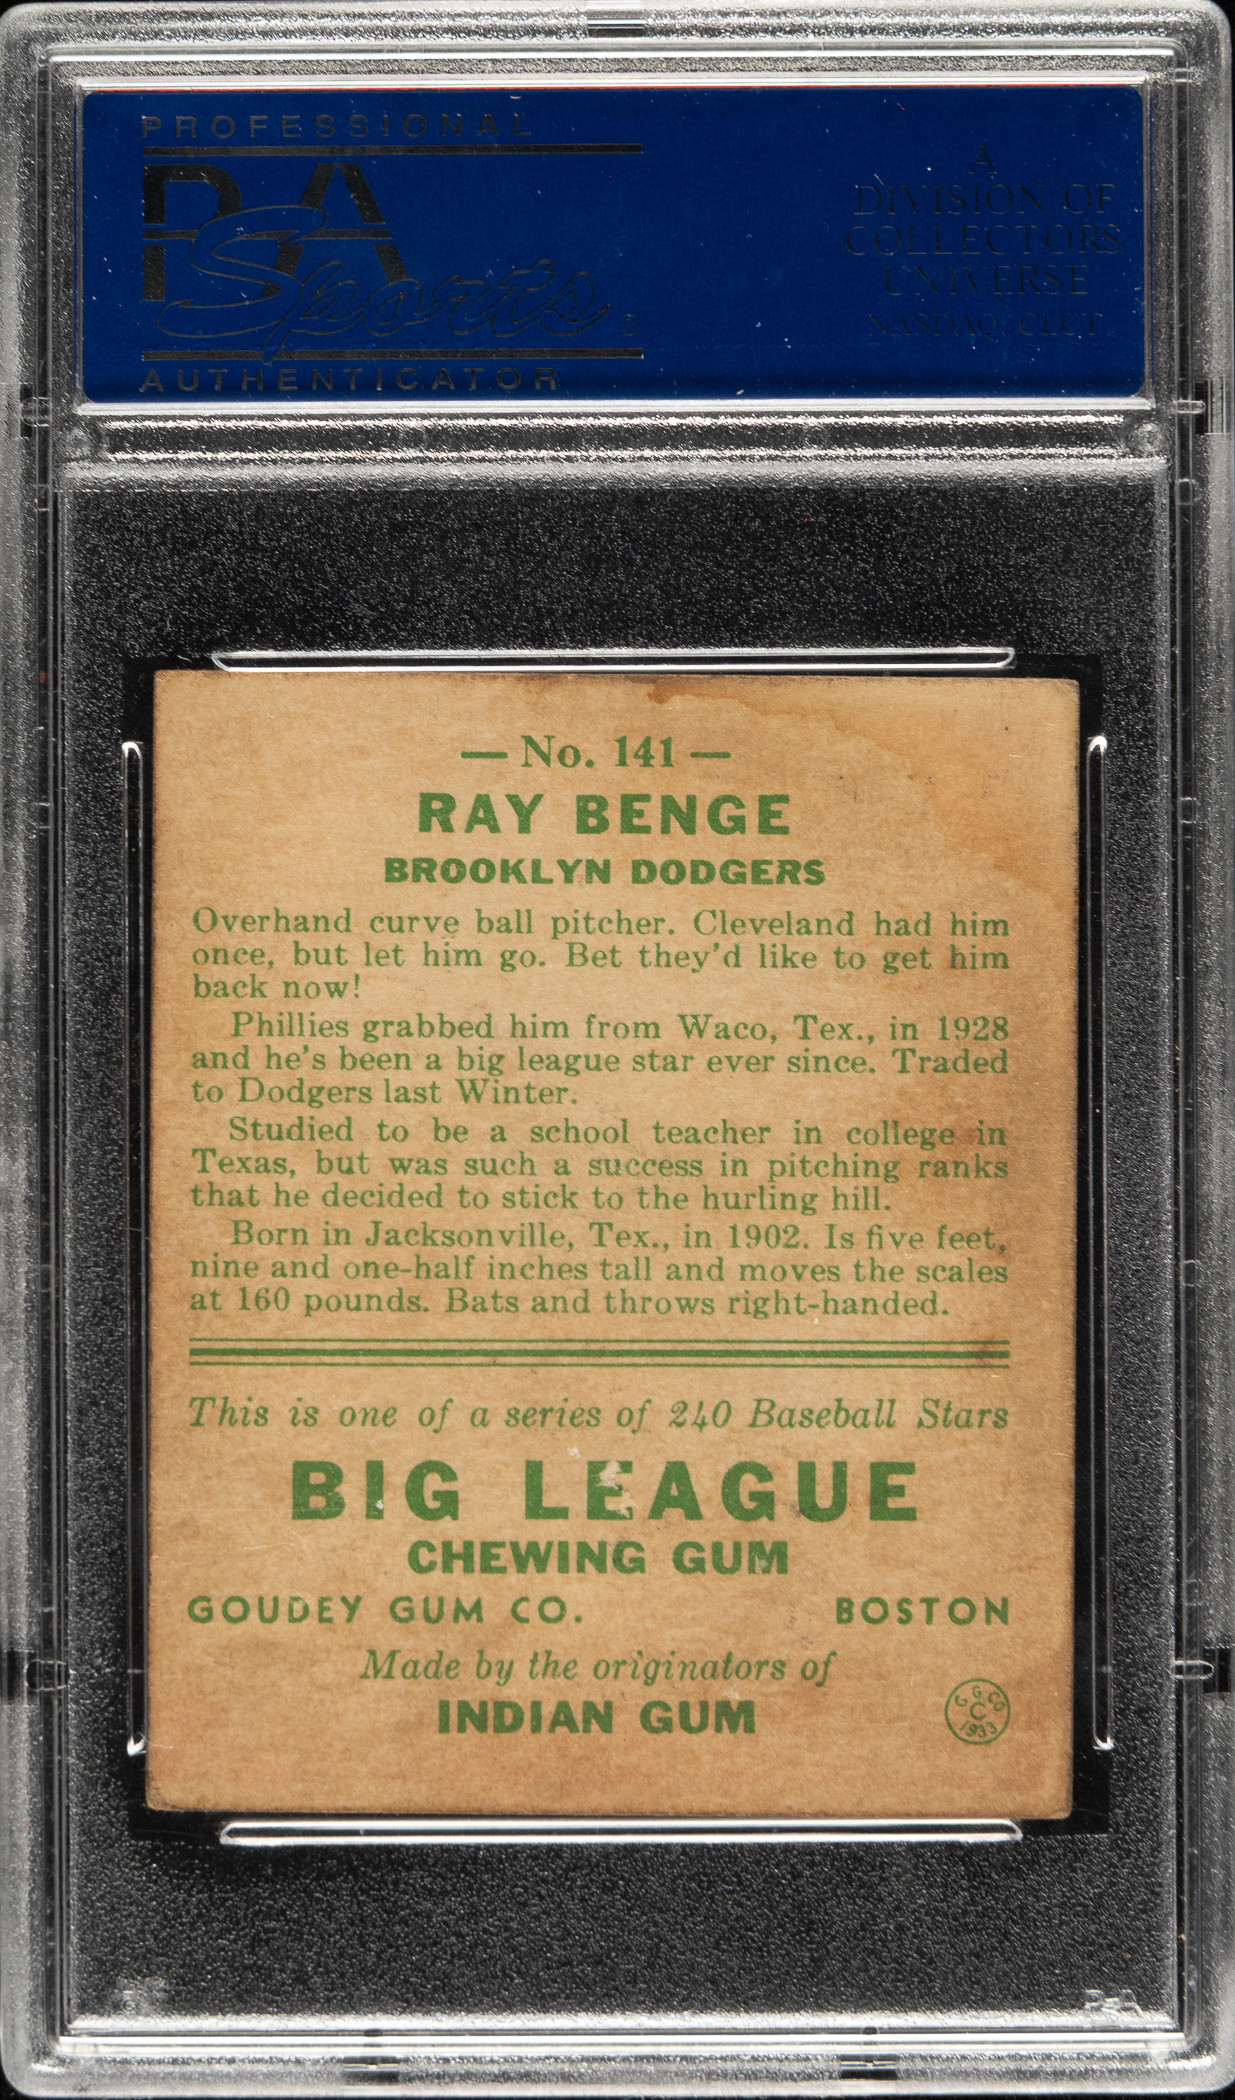 PROFESSIONAL
PSA
Sports
AUTHENTICATOR
A
DIVISION OF
COLLECTORS
UNIVERSE
NASDAQ: CLCT
— No. 141 —
RAY BENGE
BROOKLYN DODGERS
Overhand curve ball pitcher. Cleveland had him
once, but let him go. Bet they'd like to get him
back now!
Phillies grabbed him from Waco, Tex., in 1928
and he's been a big league star ever since. Traded
to Dodgers last Winter.
Studied to be a school teacher in college in
Texas, but was such a success in pitching ranks
that he decided to stick to the hurling hill.
Born in Jacksonville, Tex., in 1902. Is five feet,
nine and one-half inches tall and moves the scales
at 160 pounds. Bats and throws right-handed.
This is one of a series of 240 Baseball Stars
BIG LEAGUE
CHEWING GUM
GOUDEY GUM CO. BOSTON
Made by the originators of
INDIAN GUM
G G CO
C
1933
PSA